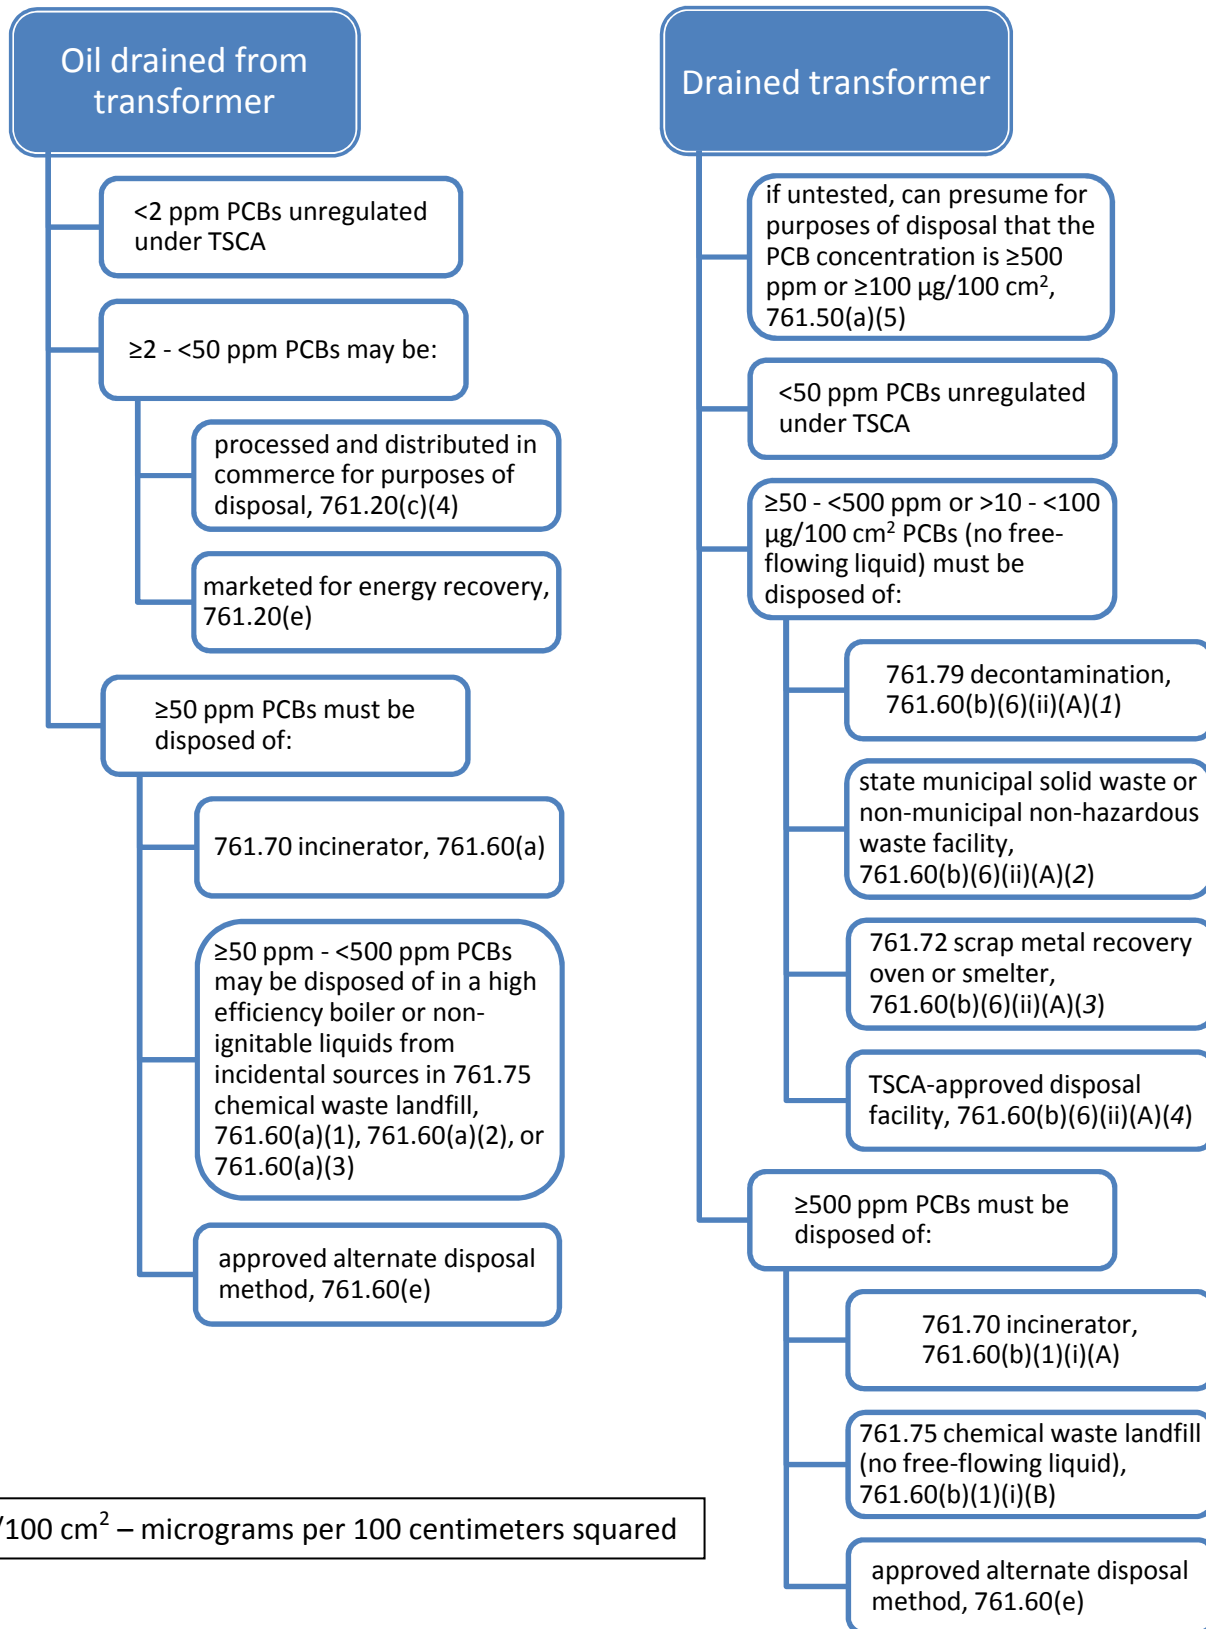 Oil drained from
transformer
<2 ppm PCBs unregulated
under TSCA
≥2 - <50 ppm PCBs may be:
processed and distributed in
commerce for purposes of
disposal, 761.20(c)(4)
marketed for energy recovery,
761.20(e)
≥50 ppm PCBs must be
disposed of:
761.70 incinerator, 761.60(a)
≥50 ppm - <500 ppm PCBs
may be disposed of in a high
efficiency boiler or non-
ignitable liquids from
incidental sources in 761.75
chemical waste landfill,
761.60(a)(1), 761.60(a)(2), or
761.60(a)(3)
approved alternate disposal
method, 761.60(e)
Drained transformer
if untested, can presume for
purposes of disposal that the
PCB concentration is ≥500
ppm or ≥100 µg/100 cm²,
761.50(a)(5)
<50 ppm PCBs unregulated
under TSCA
≥50 - <500 ppm or >10 - <100
µg/100 cm² PCBs (no free-
flowing liquid) must be
disposed of:
761.79 decontamination,
761.60(b)(6)(ii)(A)(1)
state municipal solid waste or
non-municipal non-hazardous
waste facility,
761.60(b)(6)(ii)(A)(2)
761.72 scrap metal recovery
oven or smelter,
761.60(b)(6)(ii)(A)(3)
TSCA-approved disposal
facility, 761.60(b)(6)(ii)(A)(4)
≥500 ppm PCBs must be
disposed of:
761.70 incinerator,
761.60(b)(1)(i)(A)
761.75 chemical waste landfill
(no free-flowing liquid),
761.60(b)(1)(i)(B)
approved alternate disposal
method, 761.60(e)
/100 cm² – micrograms per 100 centimeters squared